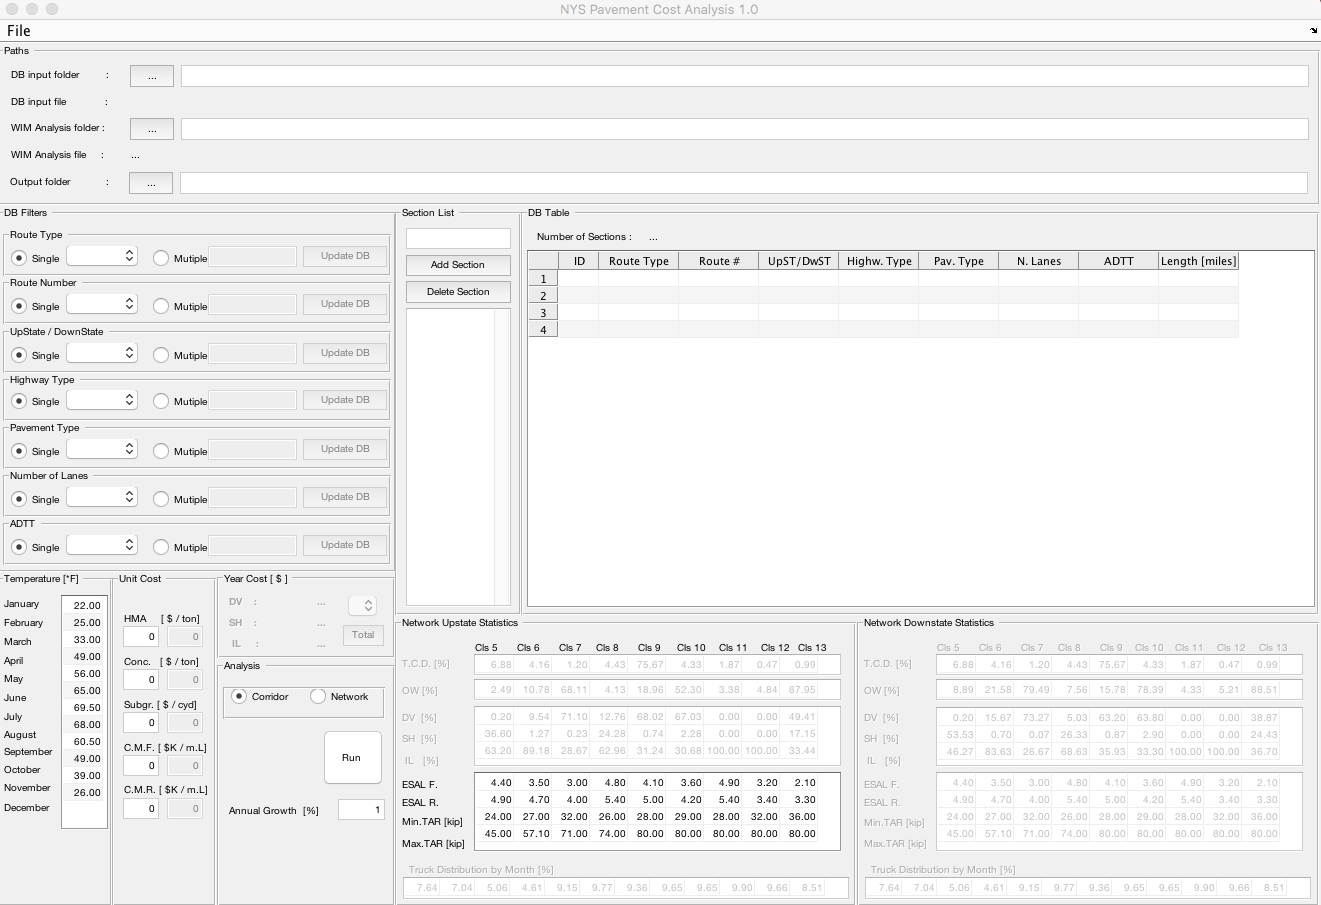 NYS Pavement Cost Analysis 1.0
File
Paths
DB input folder : ...
DB input file :
WIM Analysis folder : ...
WIM Analysis file : ...
Output folder : ...
DB Filters
Route Type
Single Mutiple Update DB
Route Number
Single Mutiple Update DB
UpState / DownState
Single Mutiple Update DB
Highway Type
Single Mutiple Update DB
Pavement Type
Single Mutiple Update DB
Number of Lanes
Single Mutiple Update DB
ADTT
Single Mutiple Update DB
Section List
Add Section
Delete Section
DB Table
Number of Sections : ...
ID Route Type Route # UpST/DwST Highw. Type Pav. Type N. Lanes ADTT Length [miles]
1
2
3
4
Temperature [*F]
January 22.00
February 25.00
March 33.00
April 49.00
May 56.00
June 65.00
July 69.50
August 68.00
September 60.50
October 49.00
November 39.00
December 26.00
Unit Cost
HMA [ $ / ton]
0 0
Conc. [ $ / ton]
0 0
Subgr. [ $ / cyd]
0 0
C.M.F. [ $K / m.L]
0 0
C.M.R. [ $K / m.L]
0 0
Year Cost [ $ ]
DV : ...
SH : ...
IL : ...
Total
Analysis
Corridor Network
Run
Annual Growth [%] 1
Network Upstate Statistics
Cls 5 Cls 6 Cls 7 Cls 8 Cls 9 Cls 10 Cls 11 Cls 12 Cls 13
T.C.D. [%] 6.88 4.16 1.20 4.43 75.67 4.33 1.87 0.47 0.99
OW [%] 2.49 10.78 68.11 4.13 18.96 52.30 3.38 4.84 87.95
DV [%] 0.20 9.54 71.10 12.76 68.02 67.03 0.00 0.00 49.41
SH [%] 36.60 1.27 0.23 24.28 0.74 2.28 0.00 0.00 17.15
IL [%] 63.20 89.18 28.67 62.96 31.24 30.68 100.00 100.00 33.44
ESAL F. 4.40 3.50 3.00 4.80 4.10 3.60 4.90 3.20 2.10
ESAL R. 4.90 4.70 4.00 5.40 5.00 4.20 5.40 3.40 3.30
Min.TAR [kip] 24.00 27.00 32.00 26.00 28.00 29.00 28.00 32.00 36.00
Max.TAR [kip] 45.00 57.10 71.00 74.00 80.00 80.00 80.00 80.00 80.00
Truck Distribution by Month [%]
7.64 7.04 5.06 4.61 9.15 9.77 9.36 9.65 9.65 9.90 9.66 8.51
Network Downstate Statistics
Cls 5 Cls 6 Cls 7 Cls 8 Cls 9 Cls 10 Cls 11 Cls 12 Cls 13
T.C.D. [%] 6.88 4.16 1.20 4.43 75.67 4.33 1.87 0.47 0.99
OW [%] 8.89 21.58 79.49 7.56 15.78 78.39 4.33 5.21 88.51
DV [%] 0.20 15.67 73.27 5.03 63.20 63.80 0.00 0.00 38.87
SH [%] 53.53 0.70 0.07 26.33 0.87 2.90 0.00 0.00 24.43
IL [%] 46.27 83.63 26.67 68.63 35.93 33.30 100.00 100.00 36.70
ESAL F. 4.40 3.50 3.00 4.80 4.10 3.60 4.90 3.20 2.10
ESAL R. 4.90 4.70 4.00 5.40 5.00 4.20 5.40 3.40 3.30
Min.TAR [kip] 24.00 27.00 32.00 26.00 28.00 29.00 28.00 32.00 36.00
Max.TAR [kip] 45.00 57.10 71.00 74.00 80.00 80.00 80.00 80.00 80.00
Truck Distribution by Month [%]
7.64 7.04 5.06 4.61 9.15 9.77 9.36 9.65 9.65 9.90 9.66 8.51